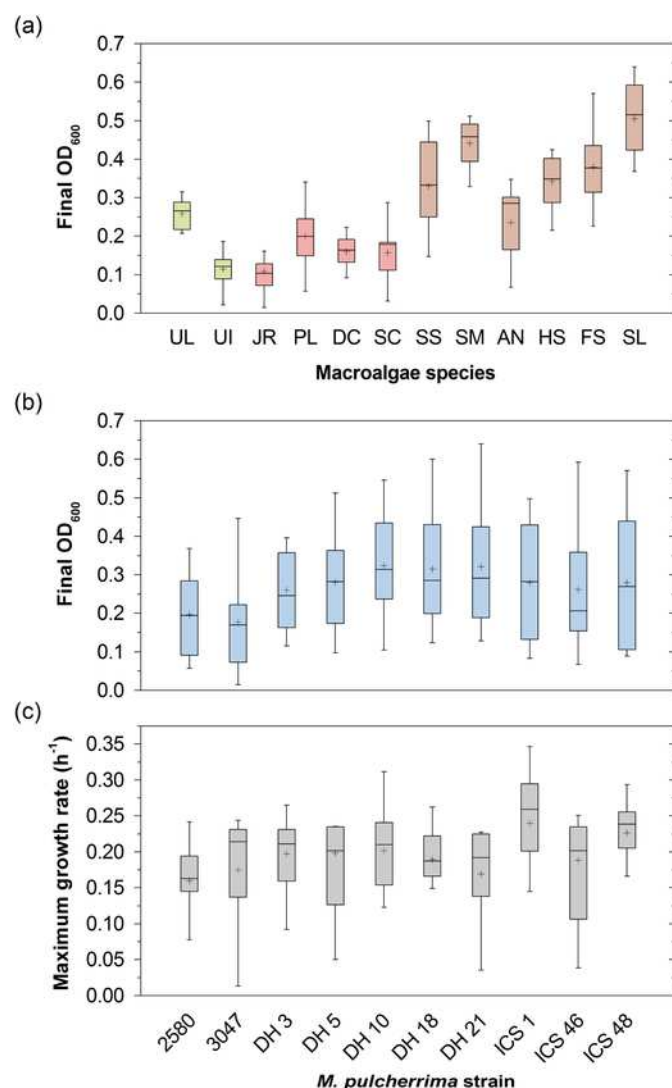 (a)
0.7
0.6
0.5
0.4
0.3
0.2
0.1
0.0
Final OD600
UL UI JR PL DC SC SS SM AN HS FS SL
Macroalgae species
(b)
0.7
0.6
0.5
0.4
0.3
0.2
0.1
0.0
Final OD600
(c)
0.35
0.30
0.25
0.20
0.15
0.10
0.05
0.00
Maximum growth rate (h-1)
2580 3047 DH 3 DH 5 DH 10 DH 18 DH 21 ICS 1 ICS 46 ICS 48
M. pulcherrima strain